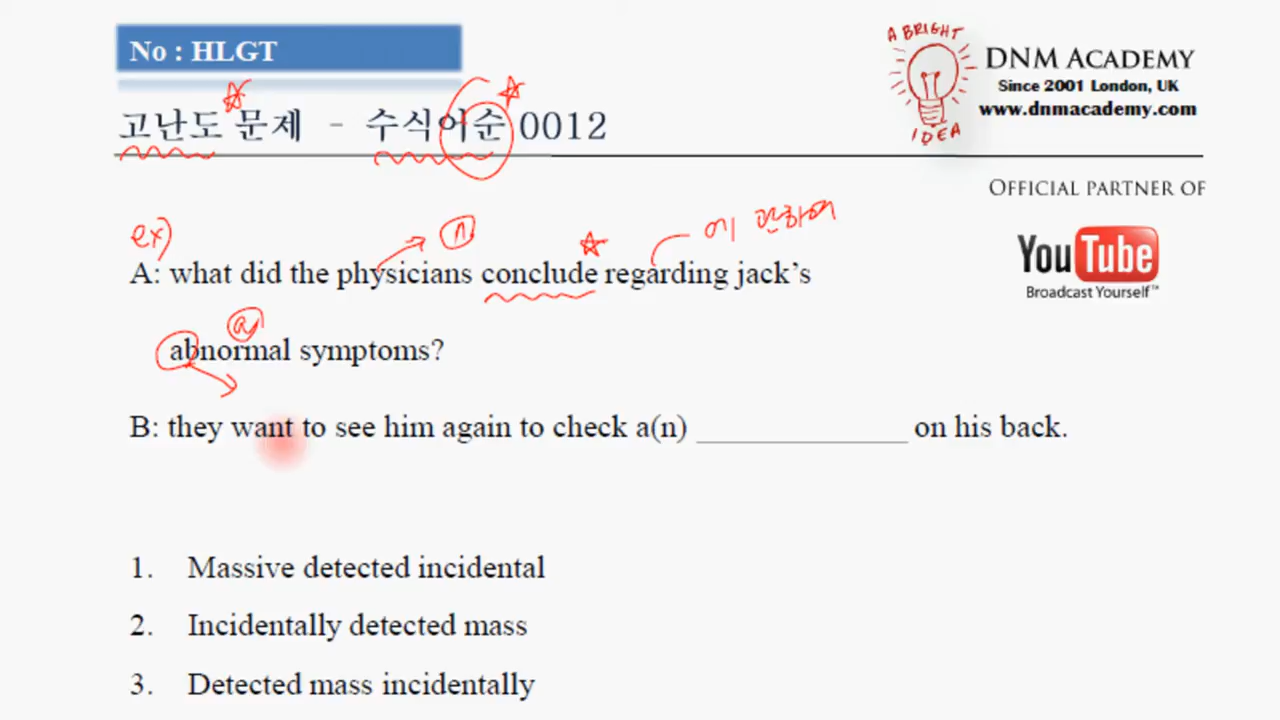 No : HLGT
A BRIGHT
IDEA
DNM ACADEMY
Since 2001 London, UK
www.dnmacademy.com
고난도 문제 - 수식어순 0012
OFFICIAL PARTNER OF
YouTube
Broadcast Yourself™
ex)
n
에 관하여
A: what did the physicians conclude regarding jack's
a
abnormal symptoms?
B: they want to see him again to check a(n) ____________ on his back.
1. Massive detected incidental
2. Incidentally detected mass
3. Detected mass incidentally